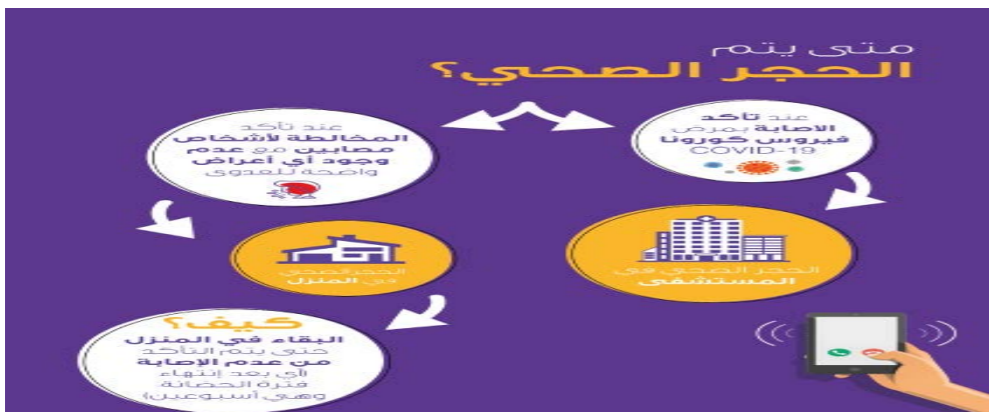 متى يتم
الحجر الصحي؟
عند تأكد
الاصابة بمرض
فيروس كورونا
COVID-19
الحجر الصحي في
المستشفى
عند تأكد
المخالطة لأشخاص
مصابين مع عدم
وجود أي أعراض
واضحة للعدوى
الحجر الصحي
في المنزل
كيف؟
البقاء في المنزل
حتى يتم التأكد
من عدم الإصابة
(أي بعد إنتهاء
فترة الحضانة
وهي أسبوعين)